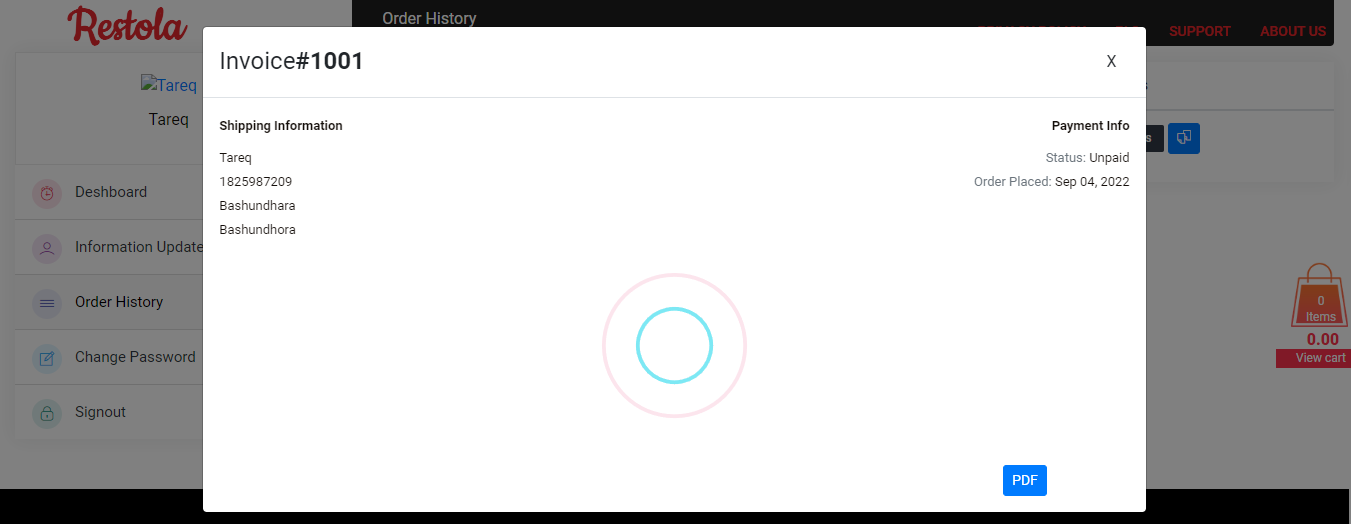 Restola
Order History
SUPPORT
ABOUT US
Invoice#1001
X
Tareq
Tareq
Shipping Information
Payment Info
Tareq
Status: Unpaid
1825987209
Order Placed: Sep 04, 2022
Bashundhara
Bashundhora
Deshboard
Information Update
Order History
Change Password
Signout
0
Items
0.00
View cart
PDF